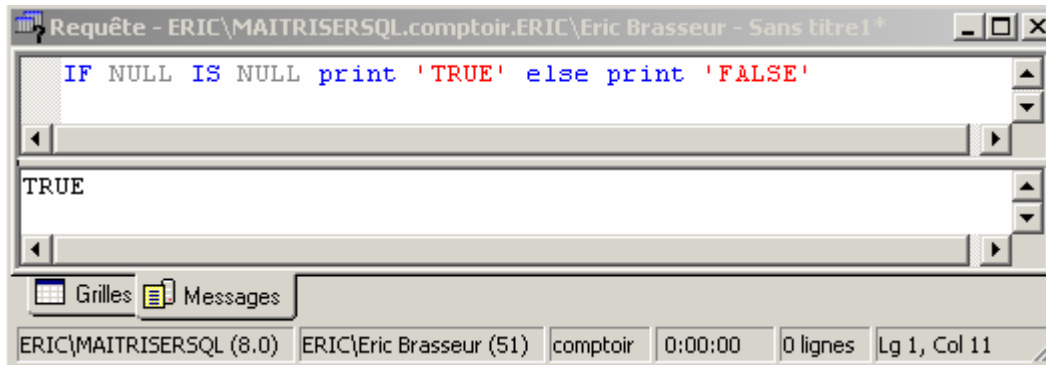 Requête - ERIC\MAITRISERSQL.comptoir.ERIC\Eric Brasseur - Sans titre1*
IF NULL IS NULL print 'TRUE' else print 'FALSE'
TRUE
Grilles Messages
ERIC\MAITRISERSQL (8.0) ERIC\Eric Brasseur (51) comptoir 0:00:00 0 lignes Lg 1, Col 11